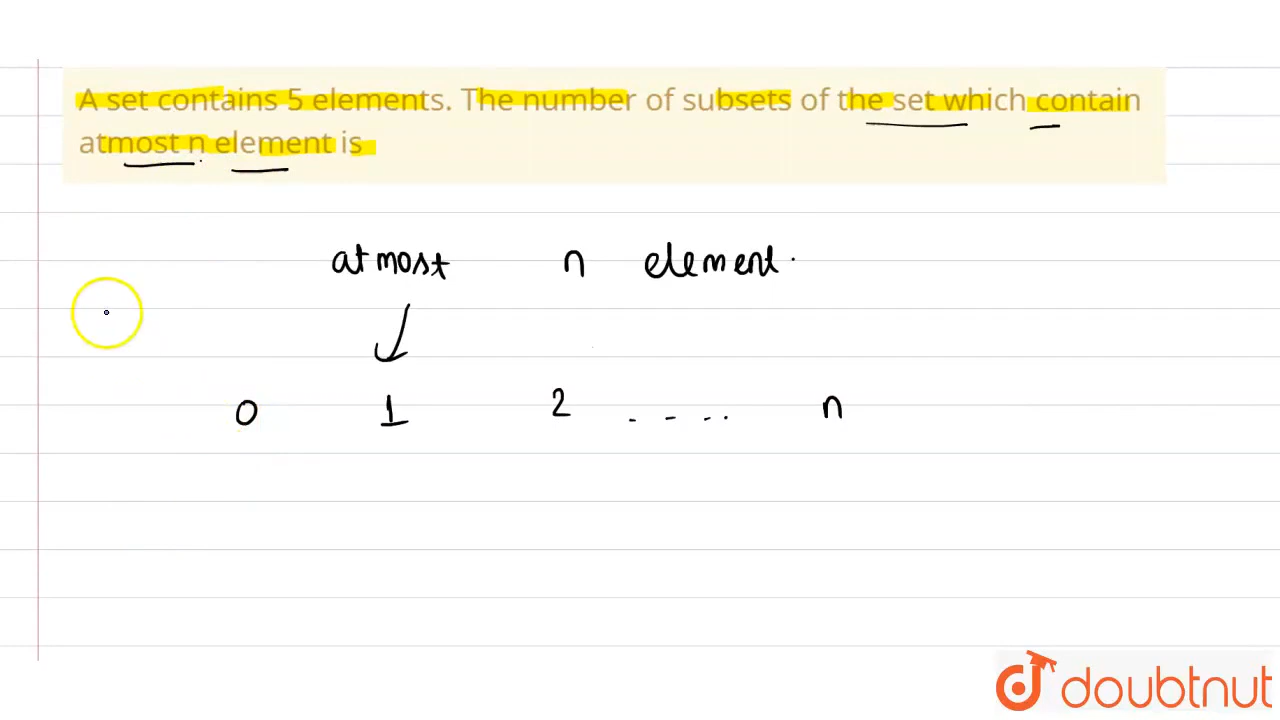 A set contains 5 elements. The number of subsets of the set which contain
atmost n element is
atmost n element.
0 1 2 ..... n
doubtnut